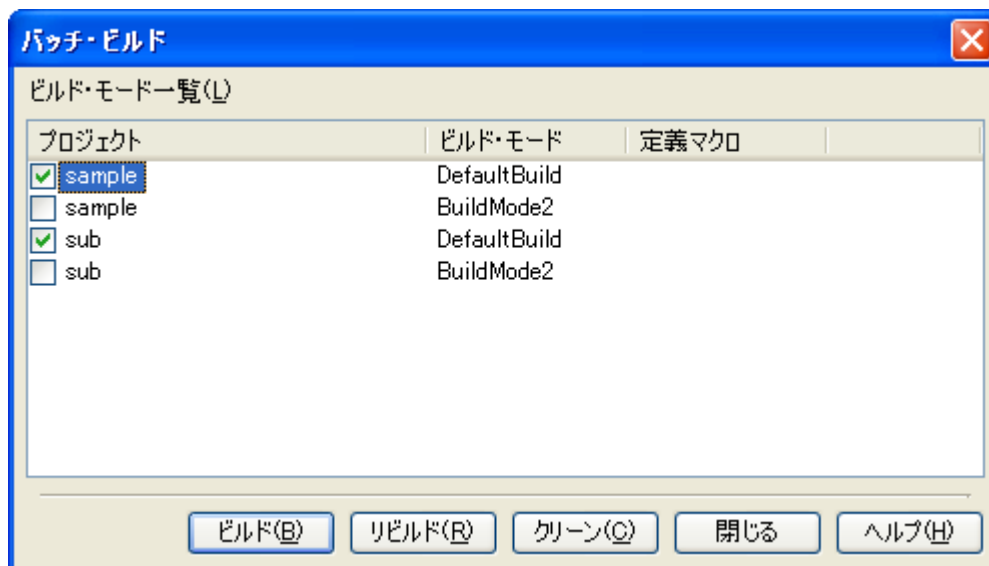 バッチ・ビルド
ビルド・モード一覧(L)
プロジェクト ビルド・モード 定義マクロ
sample DefaultBuild
sample BuildMode2
sub DefaultBuild
sub BuildMode2
ビルド(B) リビルド(R) クリーン(C) 閉じる ヘルプ(H)